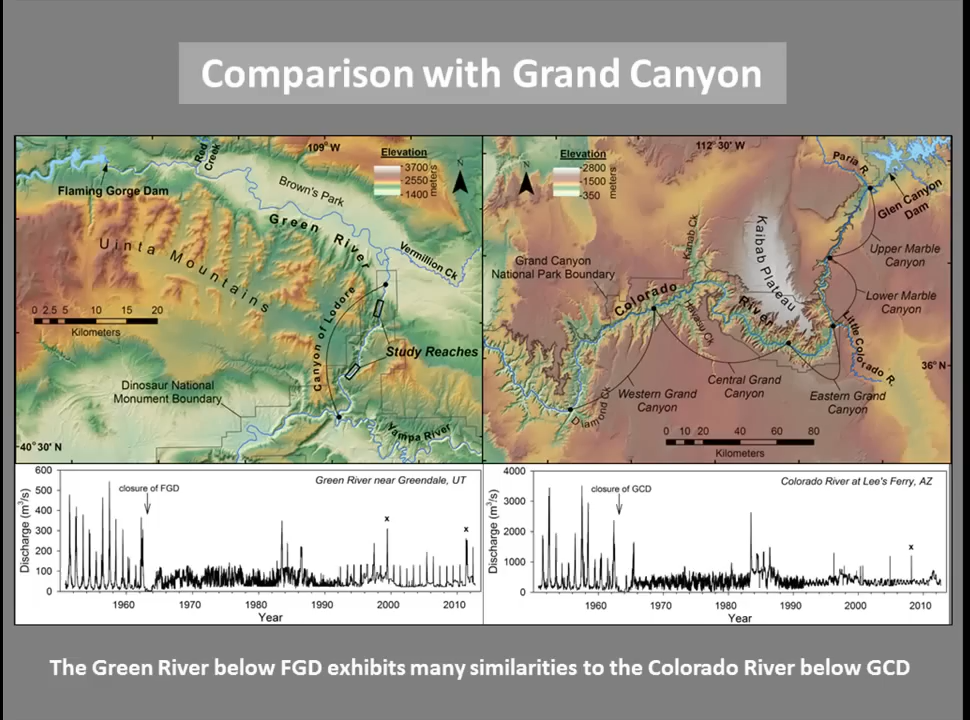 Comparison with Grand Canyon
Red
Creek
109° W
Elevation
3700
2550
1400
meters
N
Flaming Gorge Dam
Brown's Park
Green River
Uinta Mountains
Vermillion Ck
0 2.5 5 10 15 20
Kilometers
Canyon of Lodore
Study Reaches
Dinosaur National
Monument Boundary
Yampa River
40° 30' N
112° 30' W
Elevation
2800
1500
350
meters
N
Paria R.
Glen Canyon
Dam
Kanab Ck
Kaibab Plateau
Upper Marble
Canyon
Grand Canyon
National Park Boundary
Colorado River
Lower Marble
Canyon
Havasu Ck
Little Colorado R.
36° N
Central Grand
Canyon
Western Grand
Canyon
Eastern Grand
Canyon
Diamond Ck
0 10 20 40 60 80
Kilometers
Green River near Greendale, UT
closure of FGD
Discharge (m³/s)
600
500
400
300
200
100
0
x
x
1960 1970 1980 1990 2000 2010
Year
Colorado River at Lee's Ferry, AZ
closure of GCD
Discharge (m³/s)
4000
3000
2000
1000
0
x
1960 1970 1980 1990 2000 2010
Year
The Green River below FGD exhibits many similarities to the Colorado River below GCD